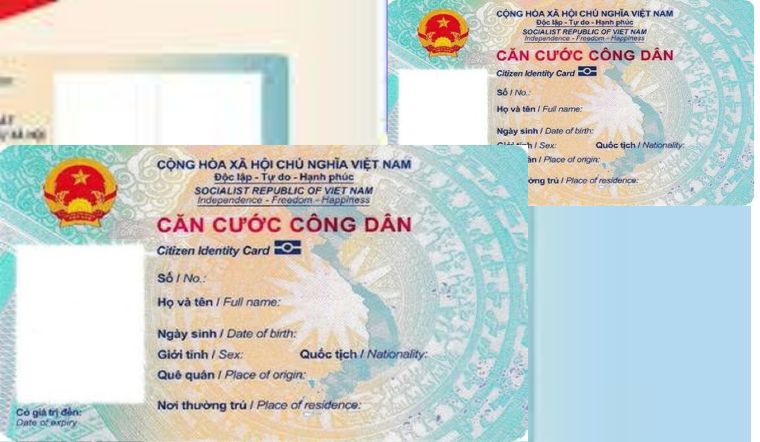 CỘNG HÒA XÃ HỘI CHỦ NGHĨA VIỆT NAM
Độc lập - Tự do - Hạnh phúc
SOCIALIST REPUBLIC OF VIET NAM
Independence - Freedom - Happiness
CĂN CƯỚC CÔNG DÂN
Citizen Identity Card
Số / No.:
Họ và tên / Full name:
Ngày sinh / Date of birth:
/ Sex: Quốc tịch / Nationality:
/ Place of origin:
trú / Place of residence:
CỘNG HÒA XÃ HỘI CHỦ NGHĨA VIỆT NAM
Độc lập - Tự do - Hạnh phúc
SOCIALIST REPUBLIC OF VIET NAM
Independence - Freedom - Happiness
CĂN CƯỚC CÔNG DÂN
Citizen Identity Card
Số / No.:
Họ và tên / Full name:
Ngày sinh / Date of birth:
Giới tính / Sex: Quốc tịch / Nationality:
Quê quán / Place of origin:
Nơi thường trú / Place of residence:
Có giá trị đến:
Date of expiry